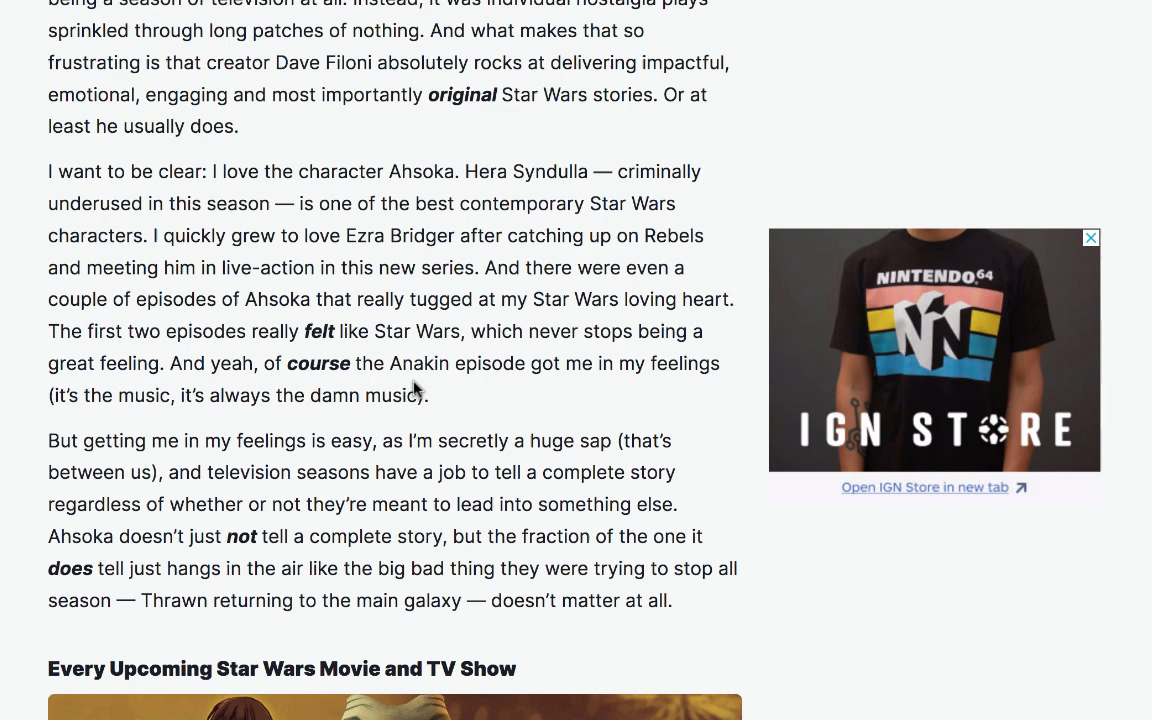 being a season of television at all. Instead, it was individual nostalgia plays
sprinkled through long patches of nothing. And what makes that so
frustrating is that creator Dave Filoni absolutely rocks at delivering impactful,
emotional, engaging and most importantly original Star Wars stories. Or at
least he usually does.
I want to be clear: I love the character Ahsoka. Hera Syndulla — criminally
underused in this season — is one of the best contemporary Star Wars
characters. I quickly grew to love Ezra Bridger after catching up on Rebels
and meeting him in live-action in this new series. And there were even a
couple of episodes of Ahsoka that really tugged at my Star Wars loving heart.
The first two episodes really felt like Star Wars, which never stops being a
great feeling. And yeah, of course the Anakin episode got me in my feelings
(it’s the music, it’s always the damn music).
But getting me in my feelings is easy, as I’m secretly a huge sap (that’s
between us), and television seasons have a job to tell a complete story
regardless of whether or not they’re meant to lead into something else.
Ahsoka doesn’t just not tell a complete story, but the fraction of the one it
does tell just hangs in the air like the big bad thing they were trying to stop all
season — Thrawn returning to the main galaxy — doesn’t matter at all.
Every Upcoming Star Wars Movie and TV Show
NINTENDO64
IGN STORE
Open IGN Store in new tab